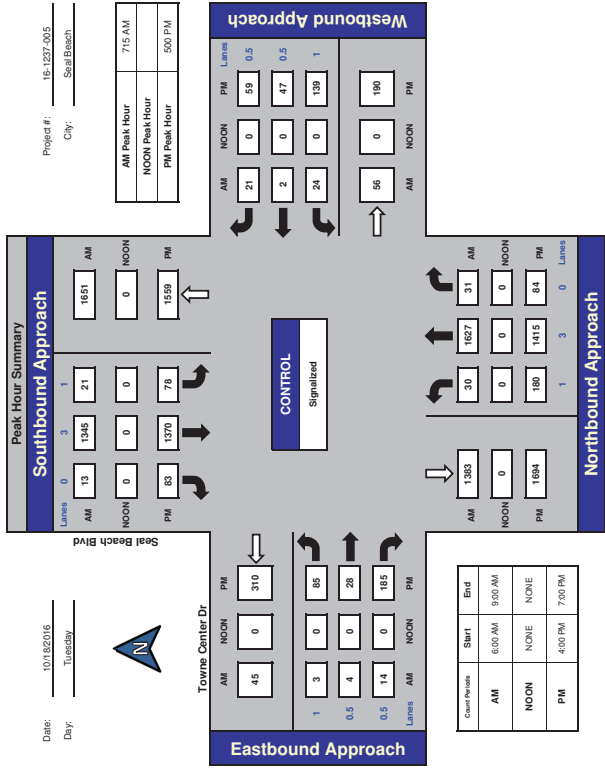 Peak Hour Summary
Date: 10/18/2016
Day: Tuesday
Project #: 16-1237-005
City: Seal Beach
N
AM Peak Hour 715 AM
NOON Peak Hour
PM Peak Hour 500 PM
Seal Beach Blvd
Southbound Approach
Lanes 0 3 1
AM 13 1345 21 1651 AM
NOON 0 0 0 0 NOON
PM 83 1370 78 1559 PM
Towne Center Dr
Eastbound Approach
AM NOON PM
45 0 310
1 3 0 85
0.5 4 0 28
0.5 14 0 185
Lanes AM NOON PM
CONTROL
Signalized
Westbound Approach
AM NOON PM Lanes
21 0 59 0.5
2 0 47 0.5
24 0 139 1
56 0 190
AM NOON PM
AM 1383 30 1627 31 AM
NOON 0 0 0 0 NOON
PM 1694 180 1415 84 PM
1 3 0 Lanes
Northbound Approach
Count Periods Start End
AM 6:00 AM 9:00 AM
NOON NONE NONE
PM 4:00 PM 7:00 PM